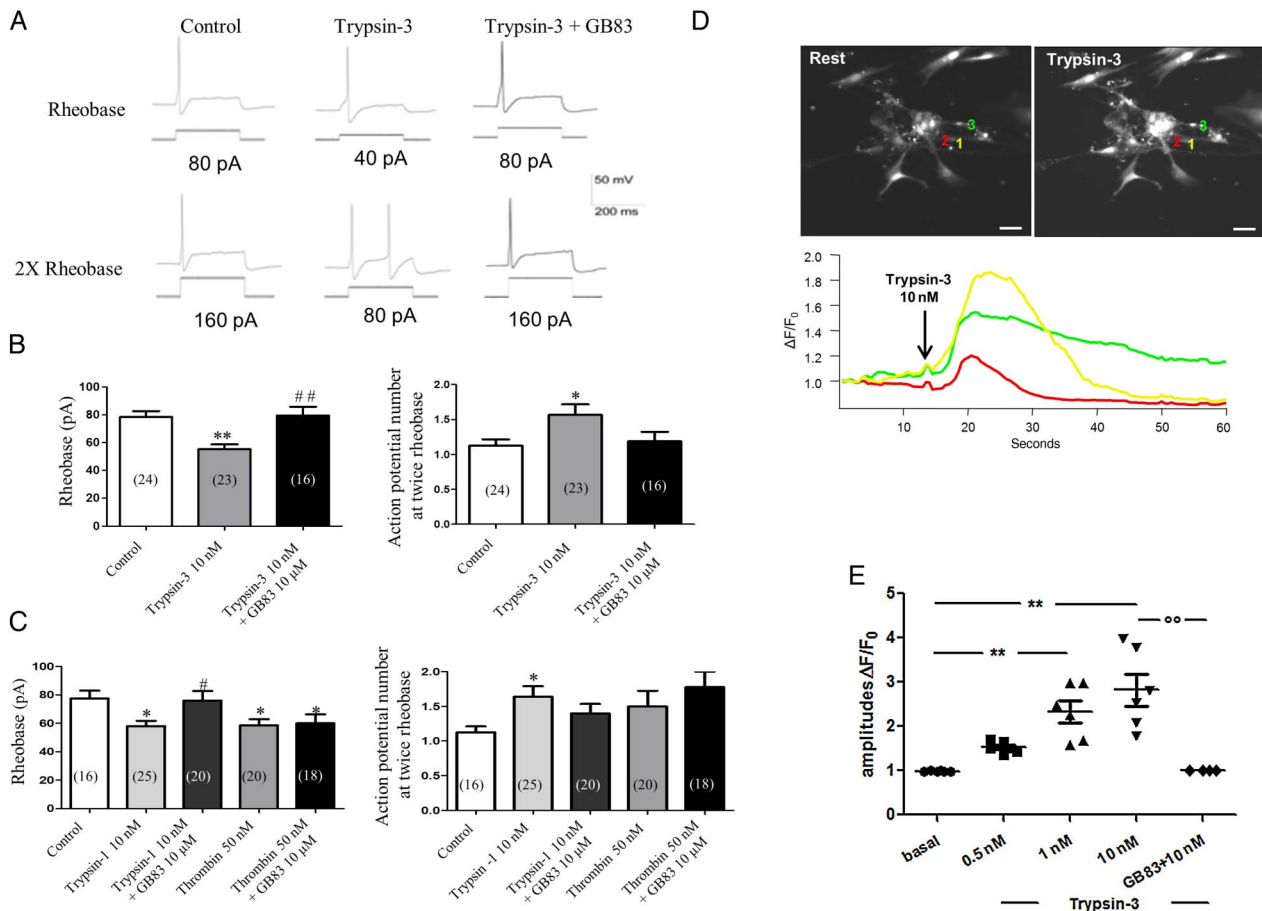 A
Control
Trypsin-3
Trypsin-3 + GB83
Rheobase
80 pA
40 pA
80 pA
50 mV
200 ms
2X Rheobase
160 pA
80 pA
160 pA
B
Rheobase (pA)
100
80
60
40
20
0
**
# #
(24)
(23)
(16)
Control
Trypsin-3 10 nM
Trypsin-3 10 nM
+ GB83 10 µM
Action potential number
at twice rheobase
2.0
1.5
1.0
0.5
0.0
*
(24)
(23)
(16)
Control
Trypsin-3 10 nM
Trypsin-3 10 nM
+ GB83 10 µM
C
Rheobase (pA)
100
80
60
40
20
0
*
#
*
*
(16)
(25)
(20)
(20)
(18)
Control
Trypsin-1 10 nM
Trypsin-1 10 nM
+ GB83 10 µM
Thrombin 50 nM
Thrombin 50 nM
+ GB83 10 µM
Action potential number
at twice rheobase
2.0
1.5
1.0
0.5
0.0
*
(16)
(25)
(20)
(20)
(18)
Control
Trypsin -1 10 nM
Trypsin-1 10 nM
+ GB83 10 µM
Thrombin 50 nM
Thrombin 50 nM
+ GB83 10 µM
D
Rest
3
2
1
Trypsin-3
3
2
1
ΔF/F0
2.0
1.8
1.6
1.4
1.2
1.0
Trypsin-3
10 nM
10
20
30
40
50
60
Seconds
E
amplitudes ΔF/F0
5
4
3
2
1
0
**
**
°°
basal
0.5 nM
1 nM
10 nM
GB83+10 nM
Trypsin-3